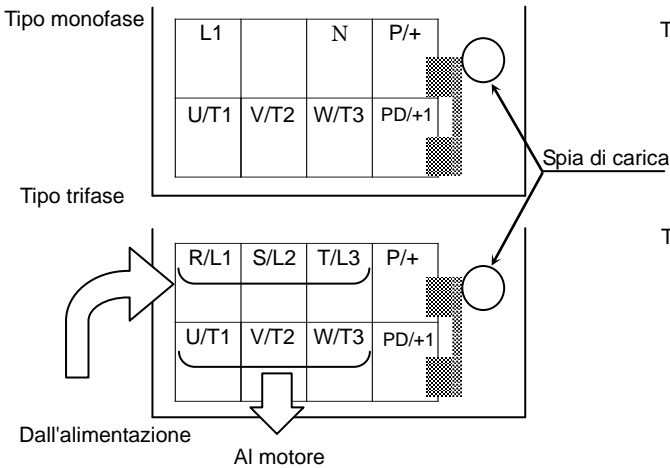 Tipo monofase
L1 N P/+
U/T1 V/T2 W/T3 PD/+1
Spia di carica
Tipo trifase
R/L1 S/L2 T/L3 P/+
U/T1 V/T2 W/T3 PD/+1
Dall'alimentazione
Al motore
T
T